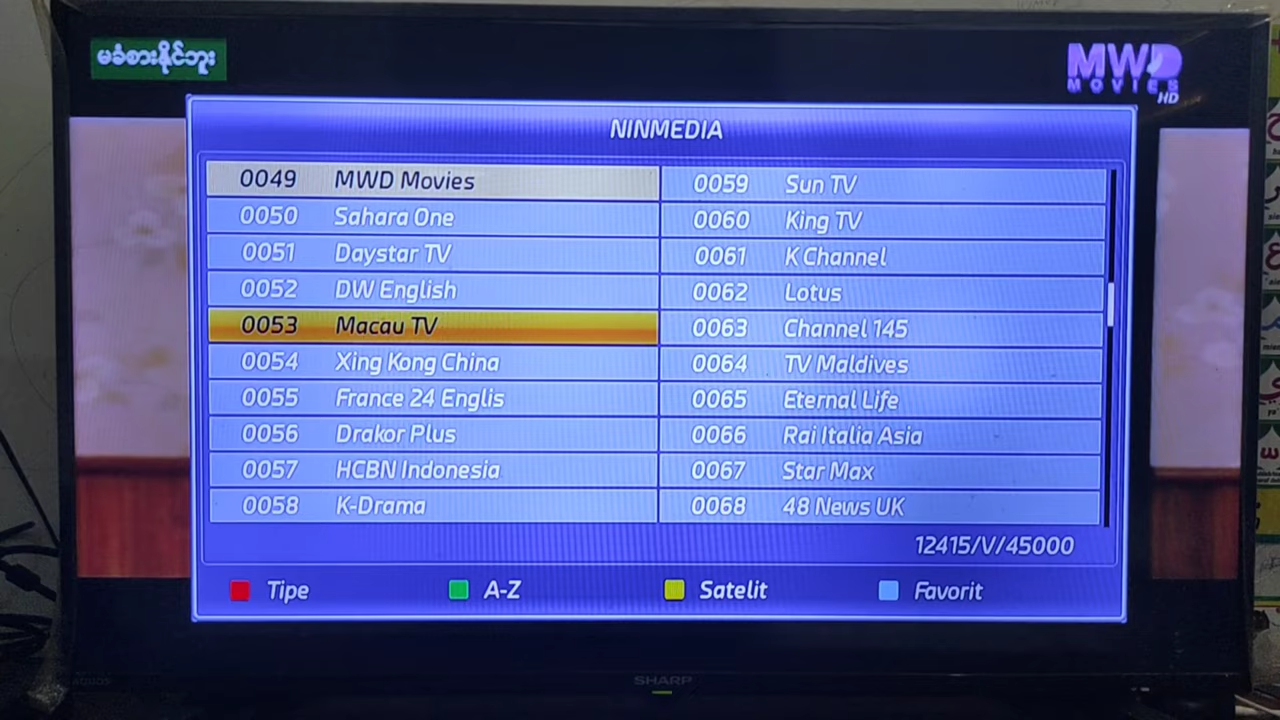 မခံစားနိုင်ဘူး
MWD
MOVIES
HD
NINMEDIA
0049 MWD Movies
0050 Sahara One
0051 Daystar TV
0052 DW English
0053 Macau TV
0054 Xing Kong China
0055 France 24 Englis
0056 Drakor Plus
0057 HCBN Indonesia
0058 K-Drama
0059 Sun TV
0060 King TV
0061 K Channel
0062 Lotus
0063 Channel 145
0064 TV Maldives
0065 Eternal Life
0066 Rai Italia Asia
0067 Star Max
0068 48 News UK
12415/V/45000
Tipe A-Z Satelit Favorit
AQUOS
SHARP